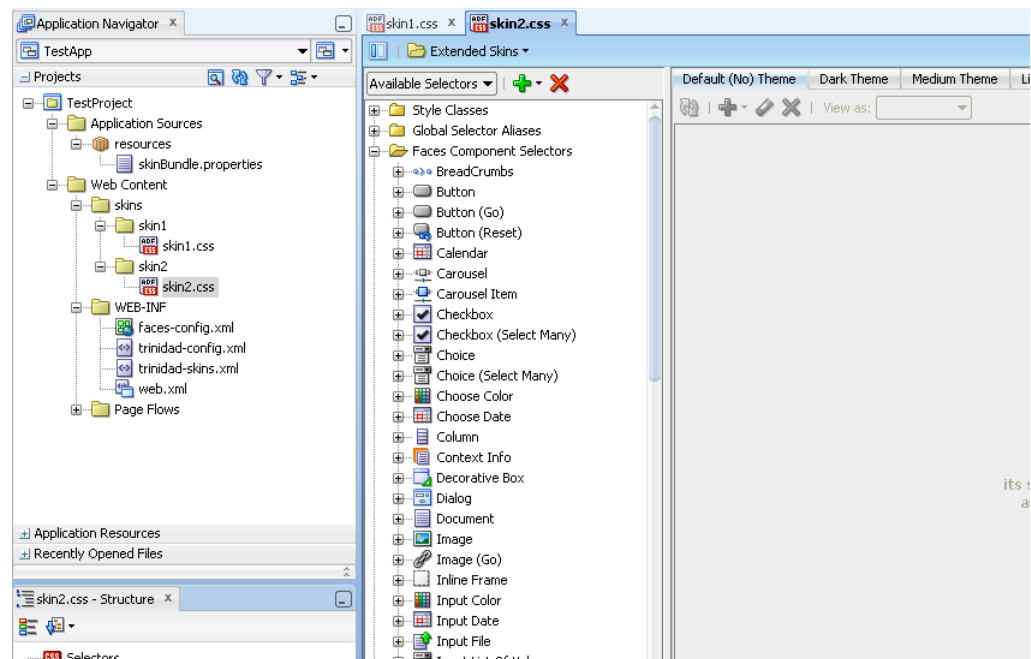 Application Navigator
skin1.css
skin2.css
TestApp
Extended Skins
Projects
Available Selectors
Default (No) Theme
Dark Theme
Medium Theme
View as:
TestProject
Application Sources
resources
skinBundle.properties
Web Content
skins
skin1
skin1.css
skin2
skin2.css
WEB-INF
faces-config.xml
trinidad-config.xml
trinidad-skins.xml
web.xml
Page Flows
Application Resources
Recently Opened Files
skin2.css - Structure
Selectors
Style Classes
Global Selector Aliases
Faces Component Selectors
BreadCrumbs
Button
Button (Go)
Button (Reset)
Calendar
Carousel
Carousel Item
Checkbox
Checkbox (Select Many)
Choice
Choice (Select Many)
Choose Color
Choose Date
Column
Context Info
Decorative Box
Dialog
Document
Image
Image (Go)
Inline Frame
Input Color
Input Date
Input File
its